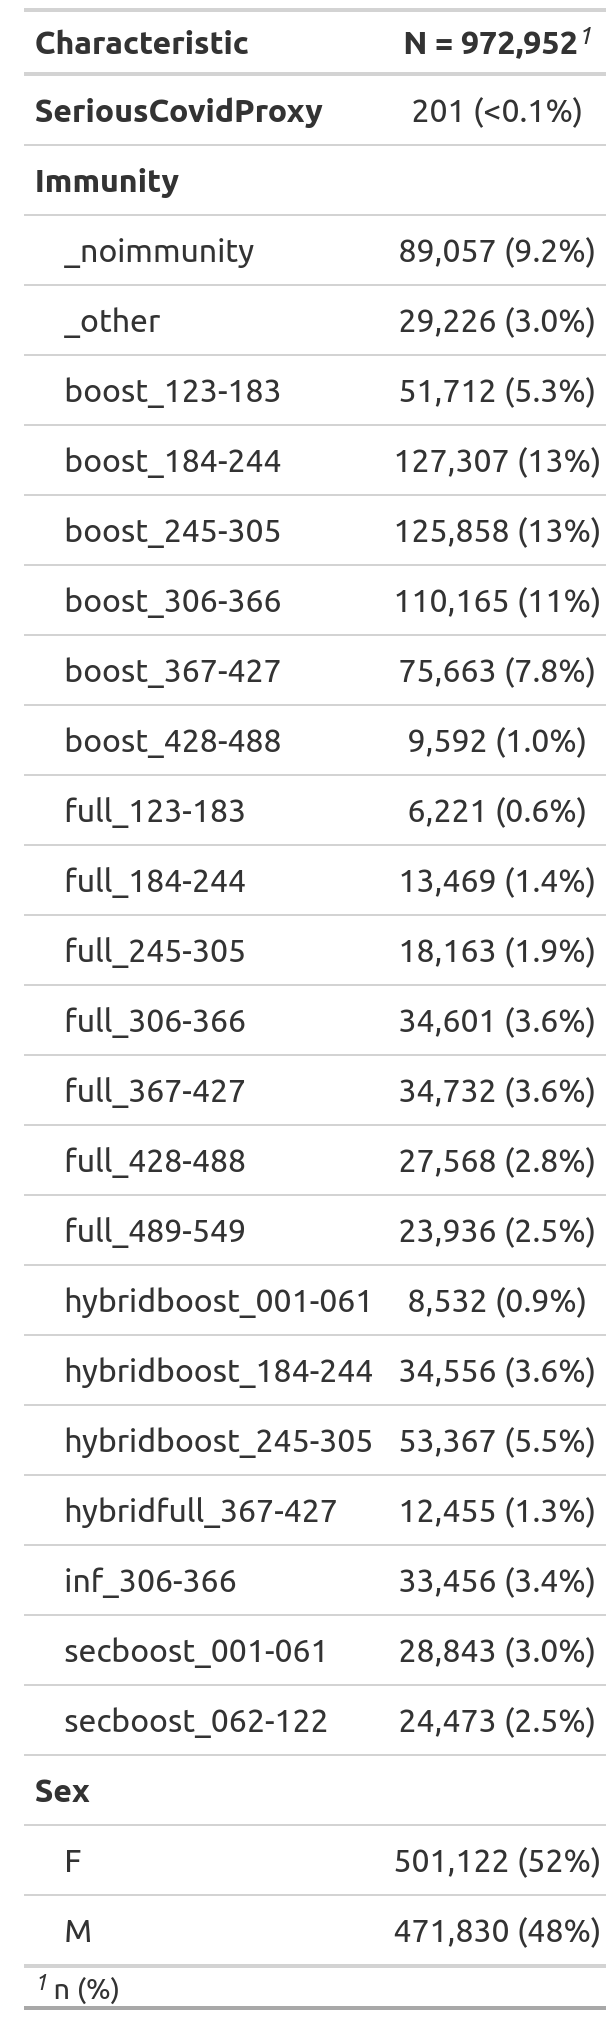 Characteristic N = 972,952¹
SeriousCovidProxy 201 (<0.1%)
Immunity
_noimmunity 89,057 (9.2%)
_other 29,226 (3.0%)
boost_123-183 51,712 (5.3%)
boost_184-244 127,307 (13%)
boost_245-305 125,858 (13%)
boost_306-366 110,165 (11%)
boost_367-427 75,663 (7.8%)
boost_428-488 9,592 (1.0%)
full_123-183 6,221 (0.6%)
full_184-244 13,469 (1.4%)
full_245-305 18,163 (1.9%)
full_306-366 34,601 (3.6%)
full_367-427 34,732 (3.6%)
full_428-488 27,568 (2.8%)
full_489-549 23,936 (2.5%)
hybridboost_001-061 8,532 (0.9%)
hybridboost_184-244 34,556 (3.6%)
hybridboost_245-305 53,367 (5.5%)
hybridfull_367-427 12,455 (1.3%)
inf_306-366 33,456 (3.4%)
secboost_001-061 28,843 (3.0%)
secboost_062-122 24,473 (2.5%)
Sex
F 501,122 (52%)
M 471,830 (48%)
¹ n (%)